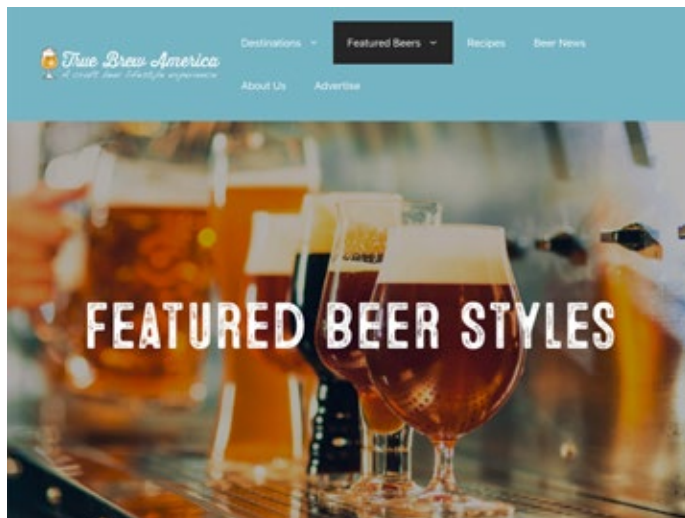 True Brew America
A craft beer lifestyle experience
Destinations
Featured Beers
Recipes
Beer News
About Us
Advertise
FEATURED BEER STYLES